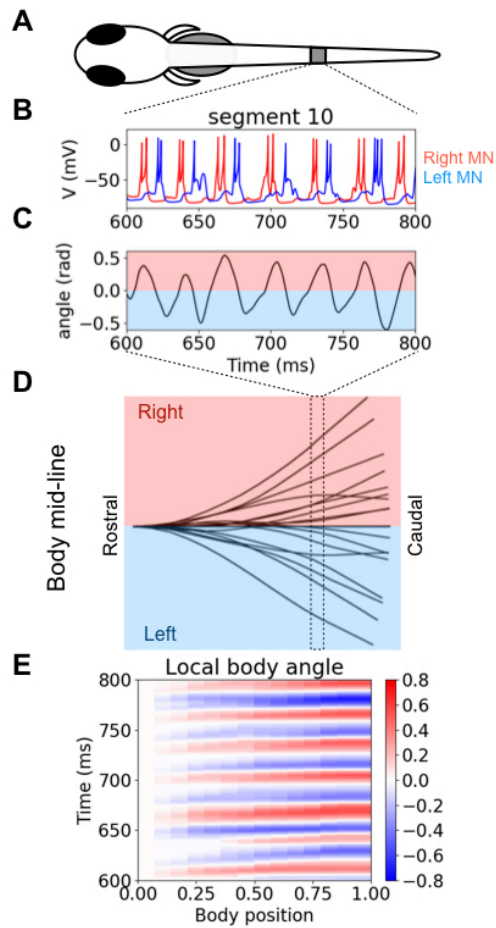 A
B
segment 10
0
−50
V (mV)
Right MN
Left MN
600
650
700
750
800
C
0.5
0.0
−0.5
angle (rad)
600
650
700
750
800
Time (ms)
D
Right
Body mid-line
Rostral
Caudal
Left
E
Local body angle
800
750
700
650
600
Time (ms)
0.00
0.25
0.50
0.75
1.00
Body position
0.8
0.6
0.4
0.2
0.0
−0.2
−0.4
−0.6
−0.8